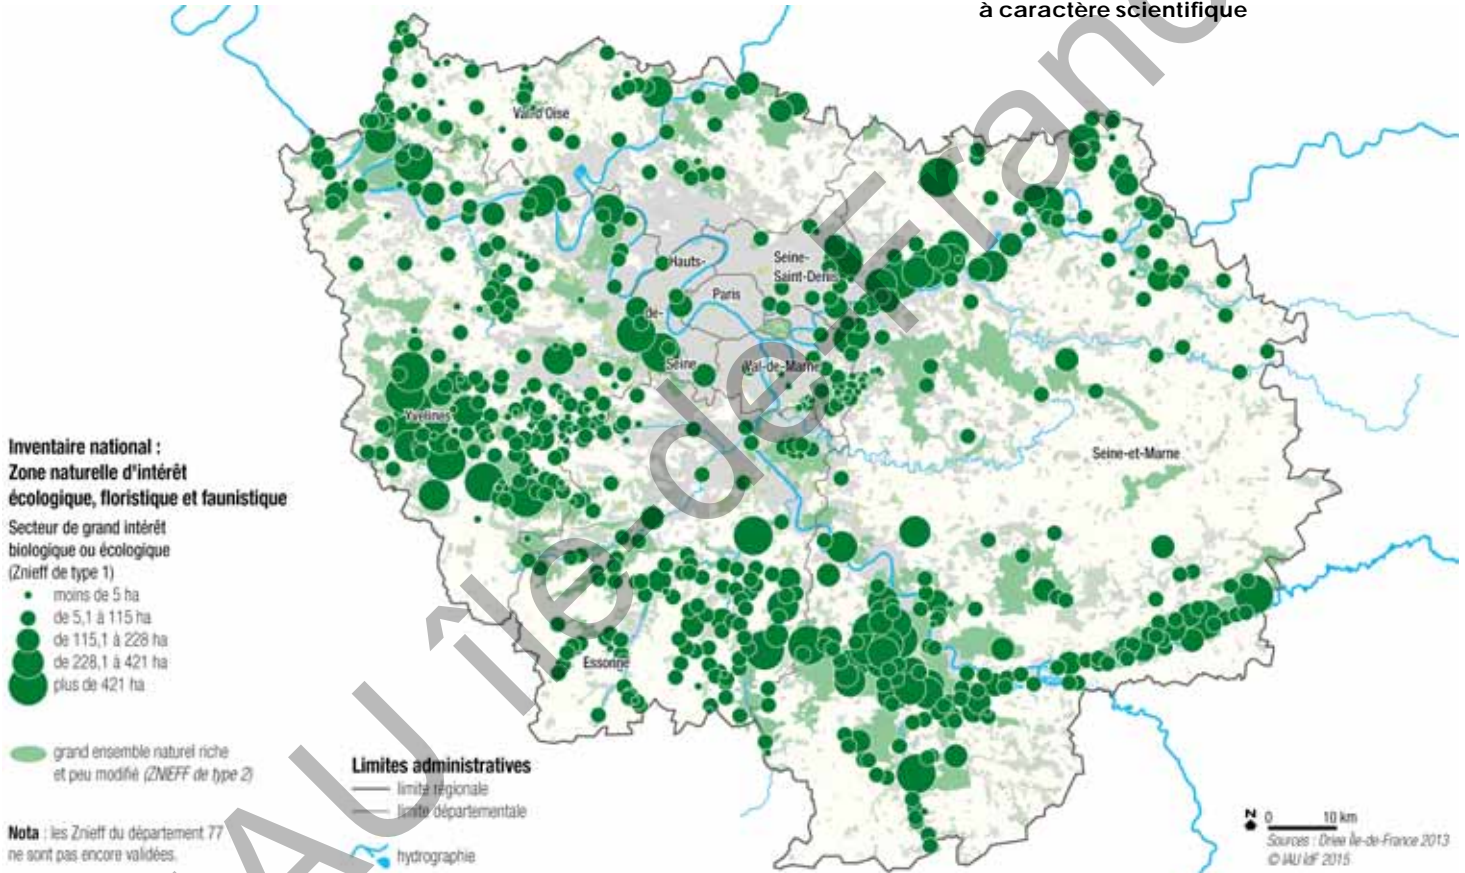 à caractère scientifique
Val d'Oise
Hauts-
de-
Seine
Seine-
Saint-Denis
Paris
Val-de-Marne
Yvelines
Seine-et-Marne
Essonne
Inventaire national :
Zone naturelle d'intérêt
écologique, floristique et faunistique
Secteur de grand intérêt
biologique ou écologique
(Znieff de type 1)
moins de 5 ha
de 5,1 à 115 ha
de 115,1 à 228 ha
de 228,1 à 421 ha
plus de 421 ha
grand ensemble naturel riche
et peu modifié (ZNIEFF de type 2)
Nota : les Znieff du département 77
ne sont pas encore validées.
Limites administratives
limite régionale
limite départementale
hydrographie
N 0 10 km
Sources : Driee Île-de-France 2013
© IAU îdF 2015
IAU île-de-Franc